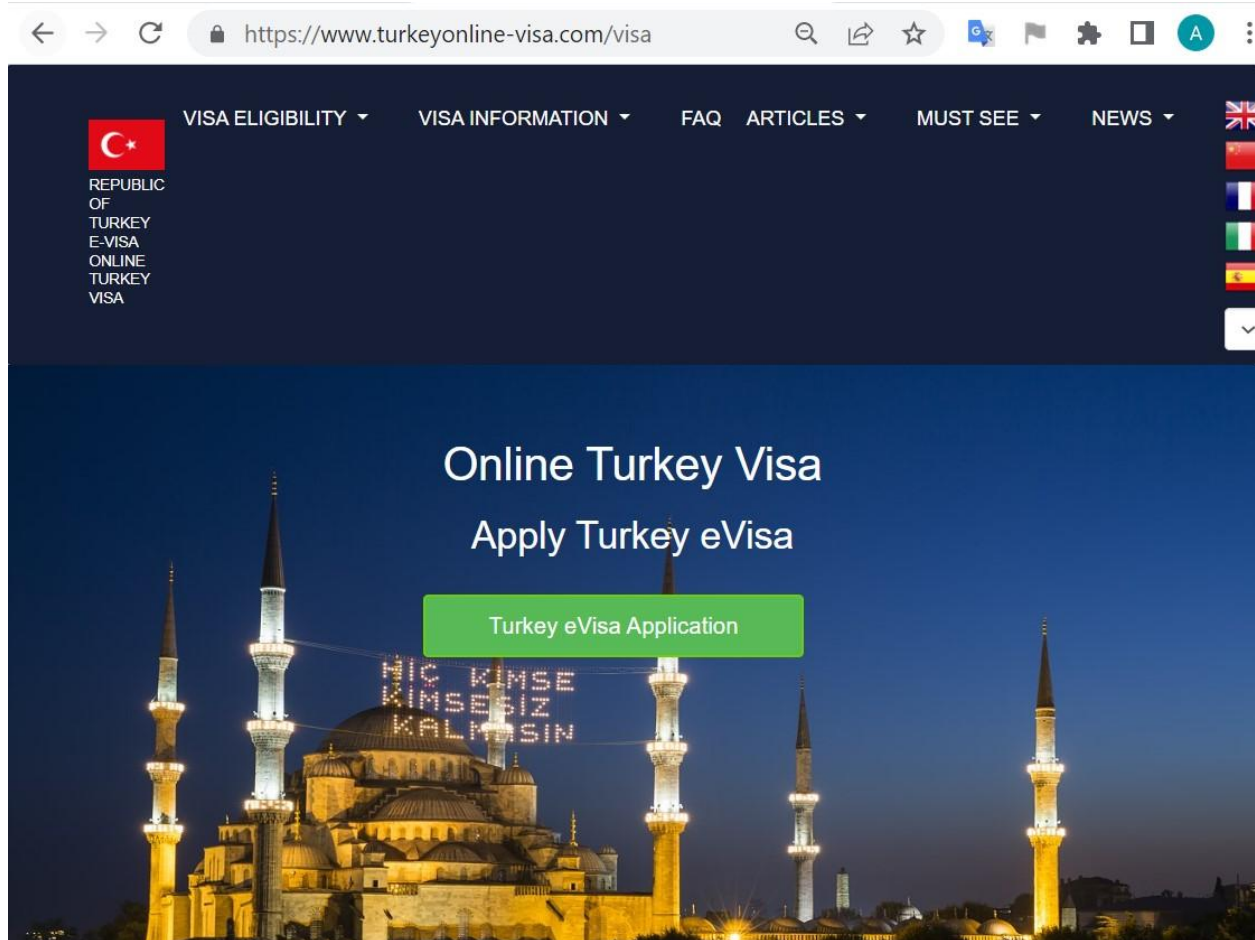 https://www.turkeyonline-visa.com/visa
A
VISA ELIGIBILITY
VISA INFORMATION
FAQ
ARTICLES
MUST SEE
NEWS
REPUBLIC
OF
TURKEY
E-VISA
ONLINE
TURKEY
VISA
Online Turkey Visa
Apply Turkey eVisa
Turkey eVisa Application
HİÇ KİMSE
KİMSESİZ
KALMASIN